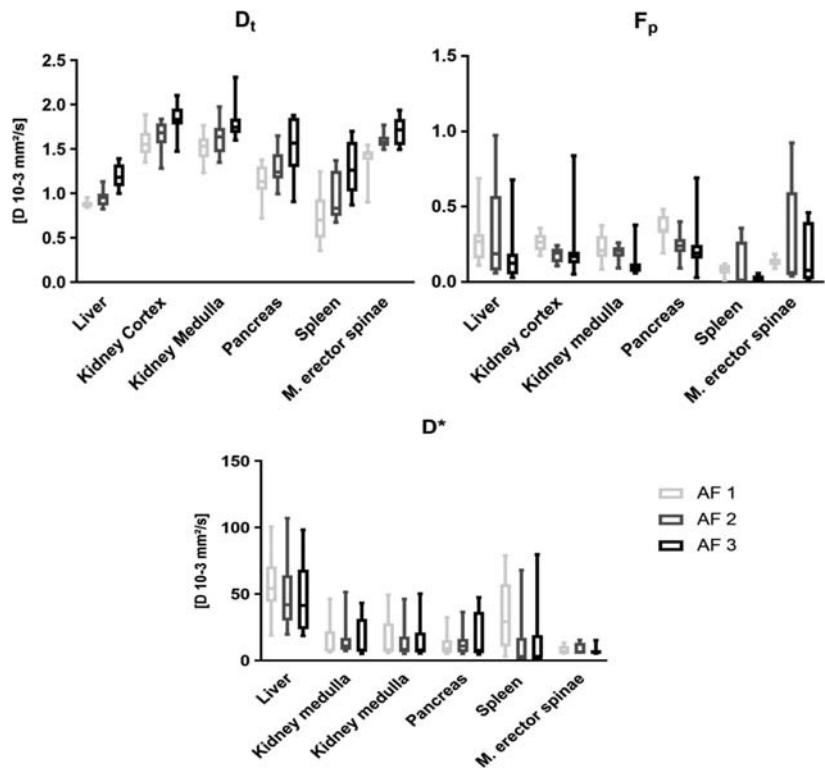 Dₜ
[D 10-3 mm²/s]
2.5
2.0
1.5
1.0
0.5
0.0
Liver
Kidney Cortex
Kidney Medulla
Pancreas
Spleen
M. erector spinae
Fₚ
1.5
1.0
0.5
0.0
Liver
Kidney cortex
Kidney medulla
Pancreas
Spleen
M. erector spinae
D*
[D 10-3 mm²/s]
150
100
50
0
Liver
Kidney medulla
Kidney medulla
Pancreas
Spleen
M. erector spinae
AF 1
AF 2
AF 3